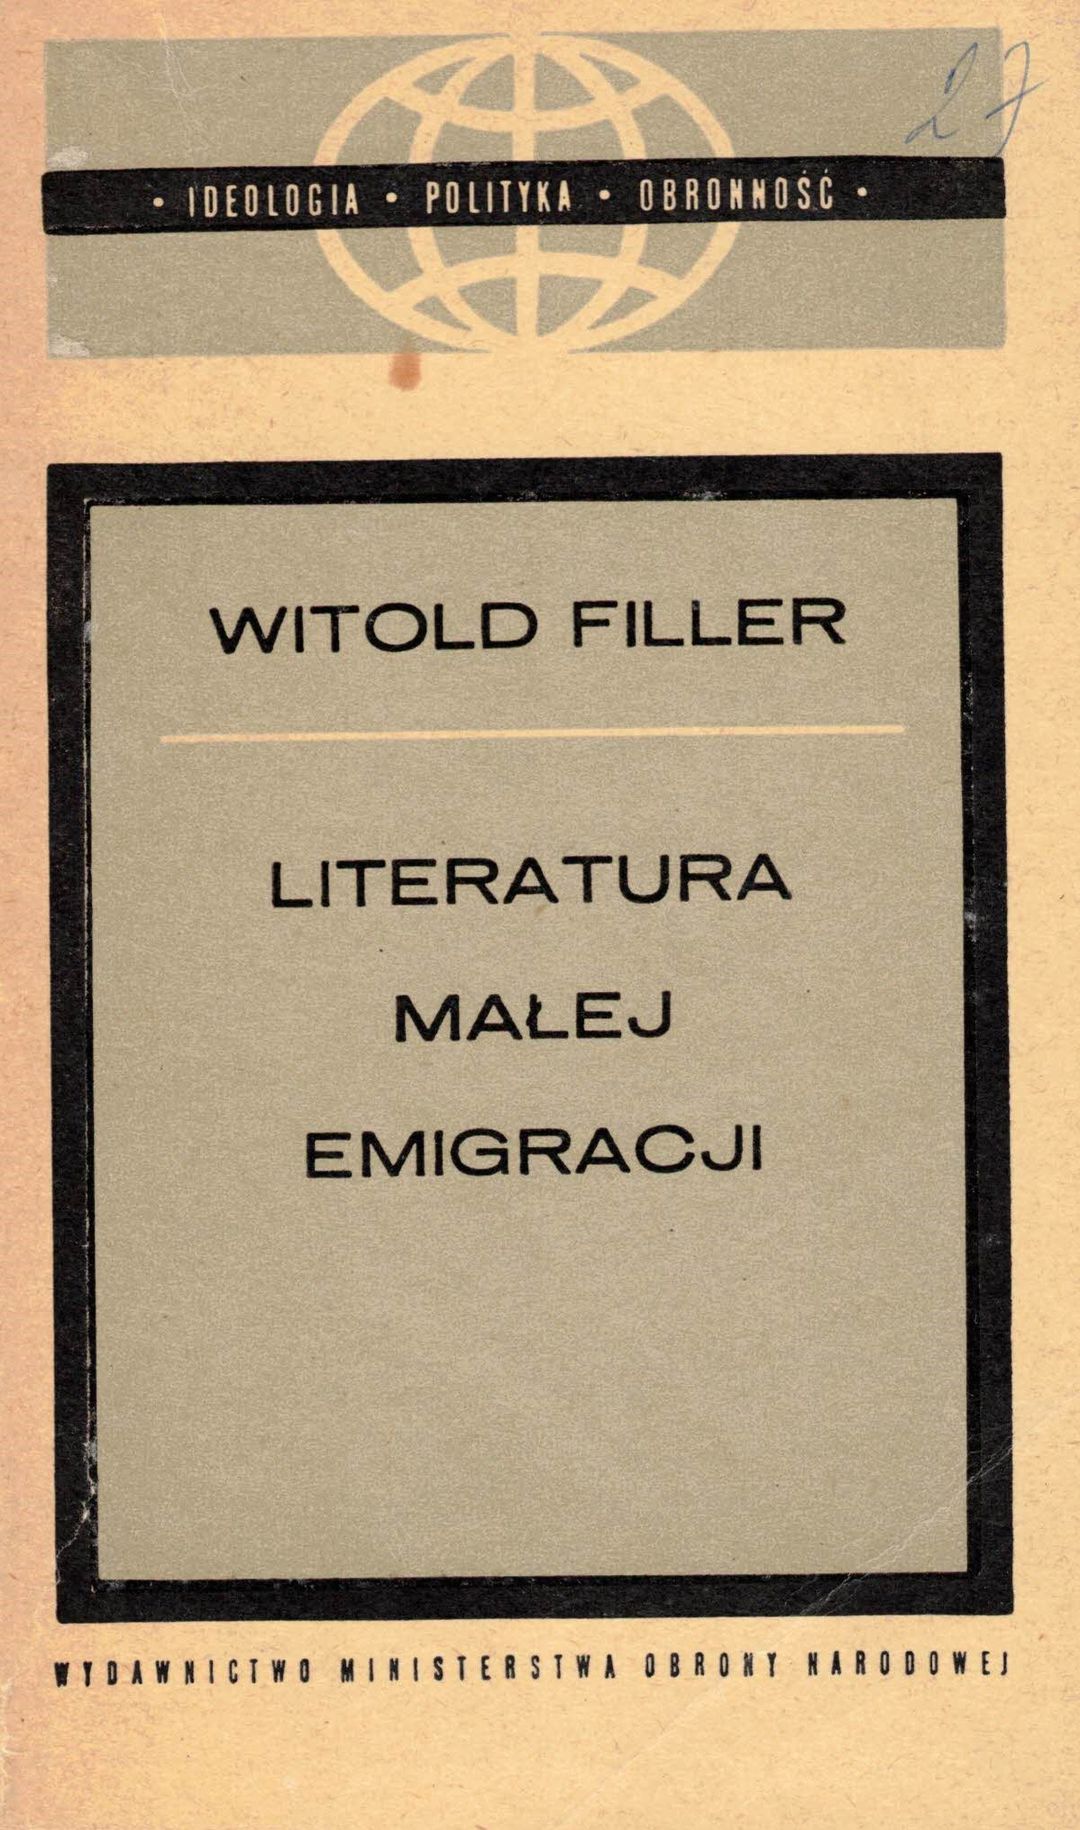 27
• IDEOLOGIA • POLITYKA • OBRONNOŚĆ •
WITOLD FILLER
LITERATURA
MAŁEJ
EMIGRACJI
WYDAWNICTWO MINISTERSTWA OBRONY NARODOWEJ